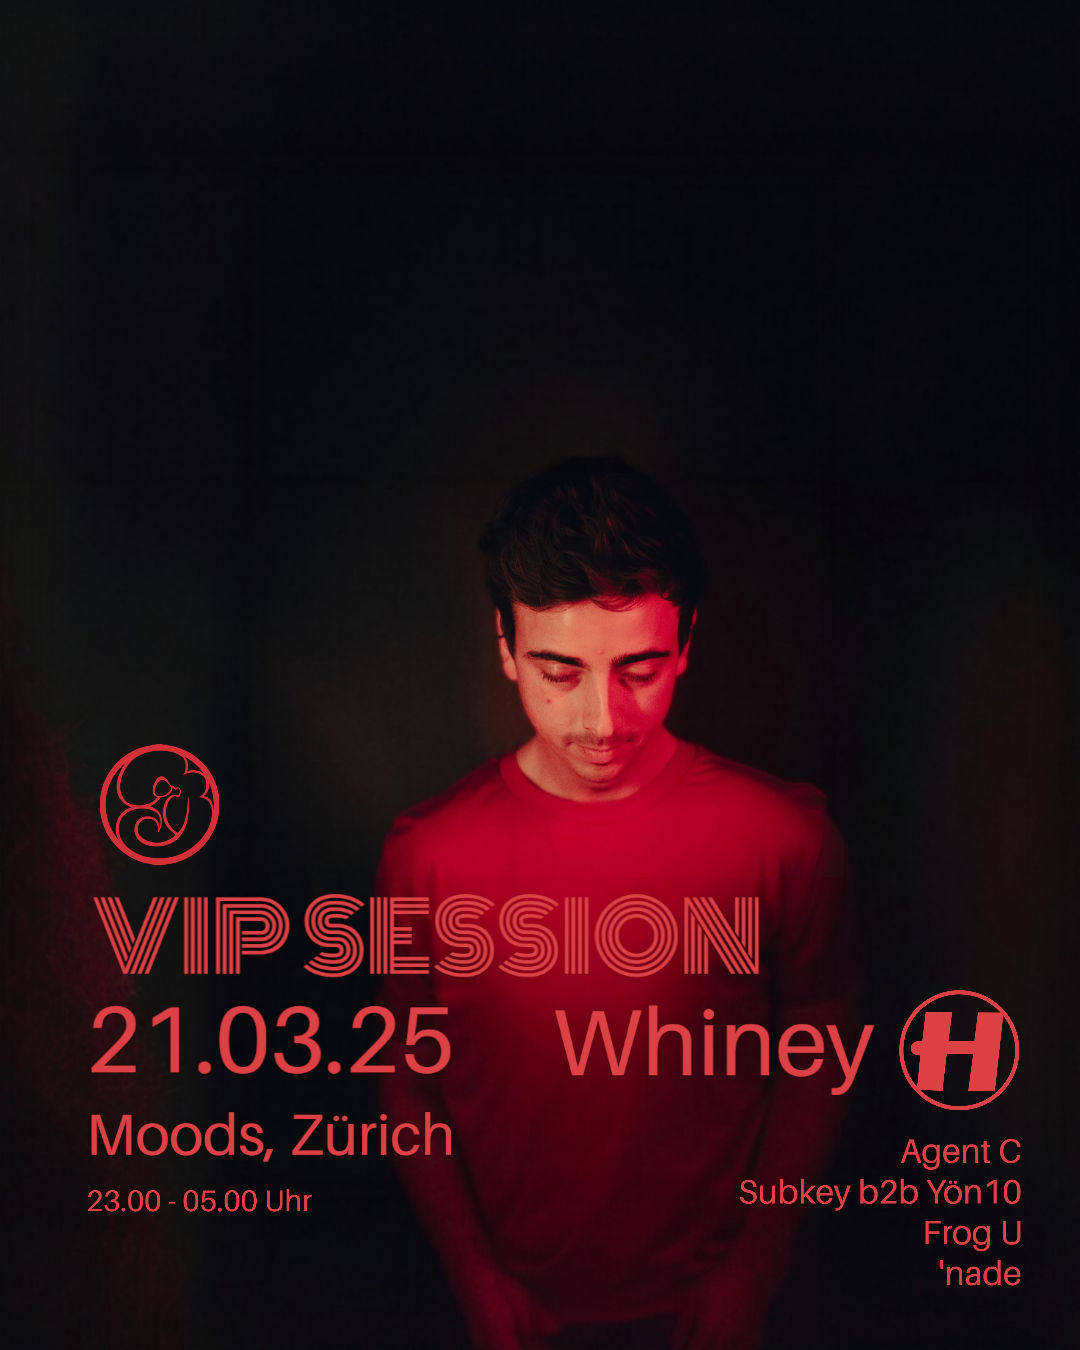 VIP SESSION
21.03.25
Moods, Zürich
23.00 - 05.00 Uhr
Whiney H
Agent C
Subkey b2b Yön10
Frog U
'nade